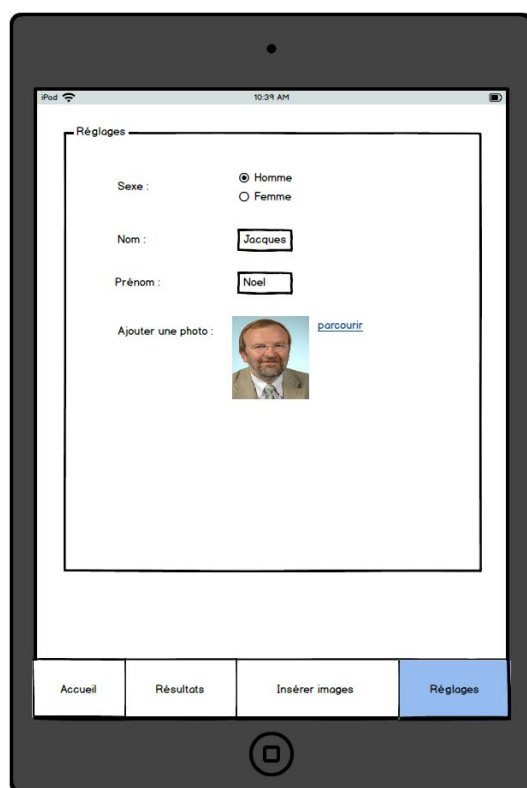 iPod 10:39 AM
Réglages
Sexe :
Homme
Femme
Nom :
Jacques
Prénom :
Noel
Ajouter une photo :
parcourir
Accueil
Résultats
Insérer images
Réglages